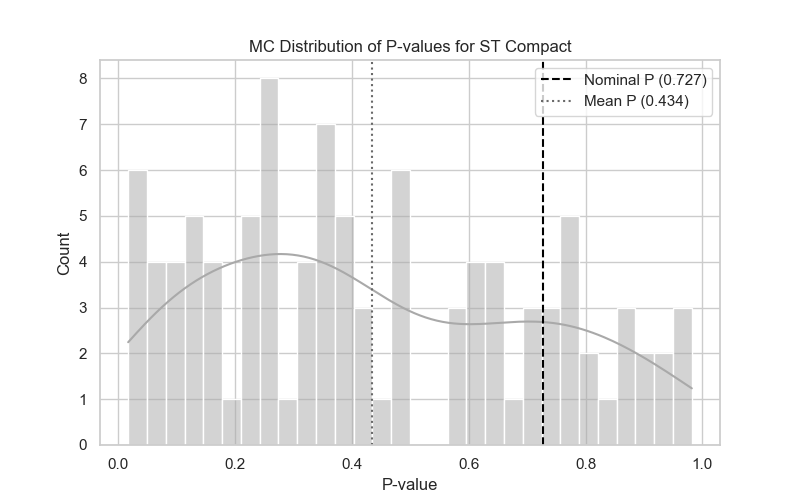 MC Distribution of P-values for ST Compact
Nominal P (0.727)
Mean P (0.434)
8
7
6
5
4
3
2
1
0
Count
0.0 0.2 0.4 0.6 0.8 1.0
P-value